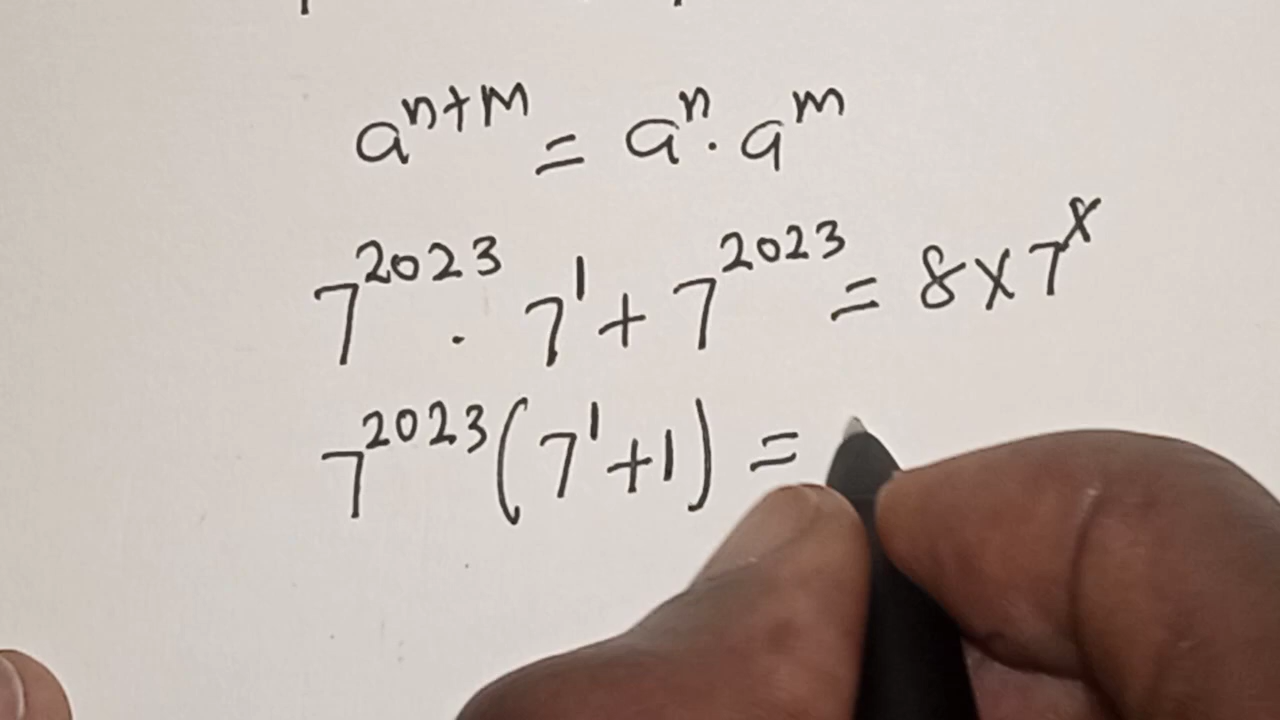 a^{n+m} = a^n · a^m
7^{2023} · 7^1 + 7^{2023} = 8 × 7^x
7^{2023}(7^1+1) =